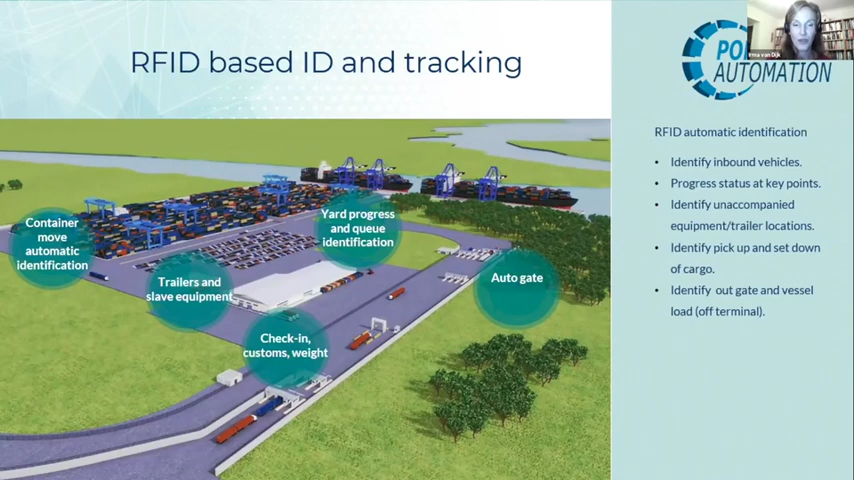 RFID based ID and tracking
Irma van Dijk
AUTOMATION
RFID automatic identification
• Identify inbound vehicles.
• Progress status at key points.
• Identify unaccompanied
equipment/trailer locations.
• Identify pick up and set down
of cargo.
• Identify out gate and vessel
load (off terminal).
Container
move
automatic
identification
Yard progress
and queue
identification
Trailers and
slave equipment
Auto gate
Check-in,
customs, weight